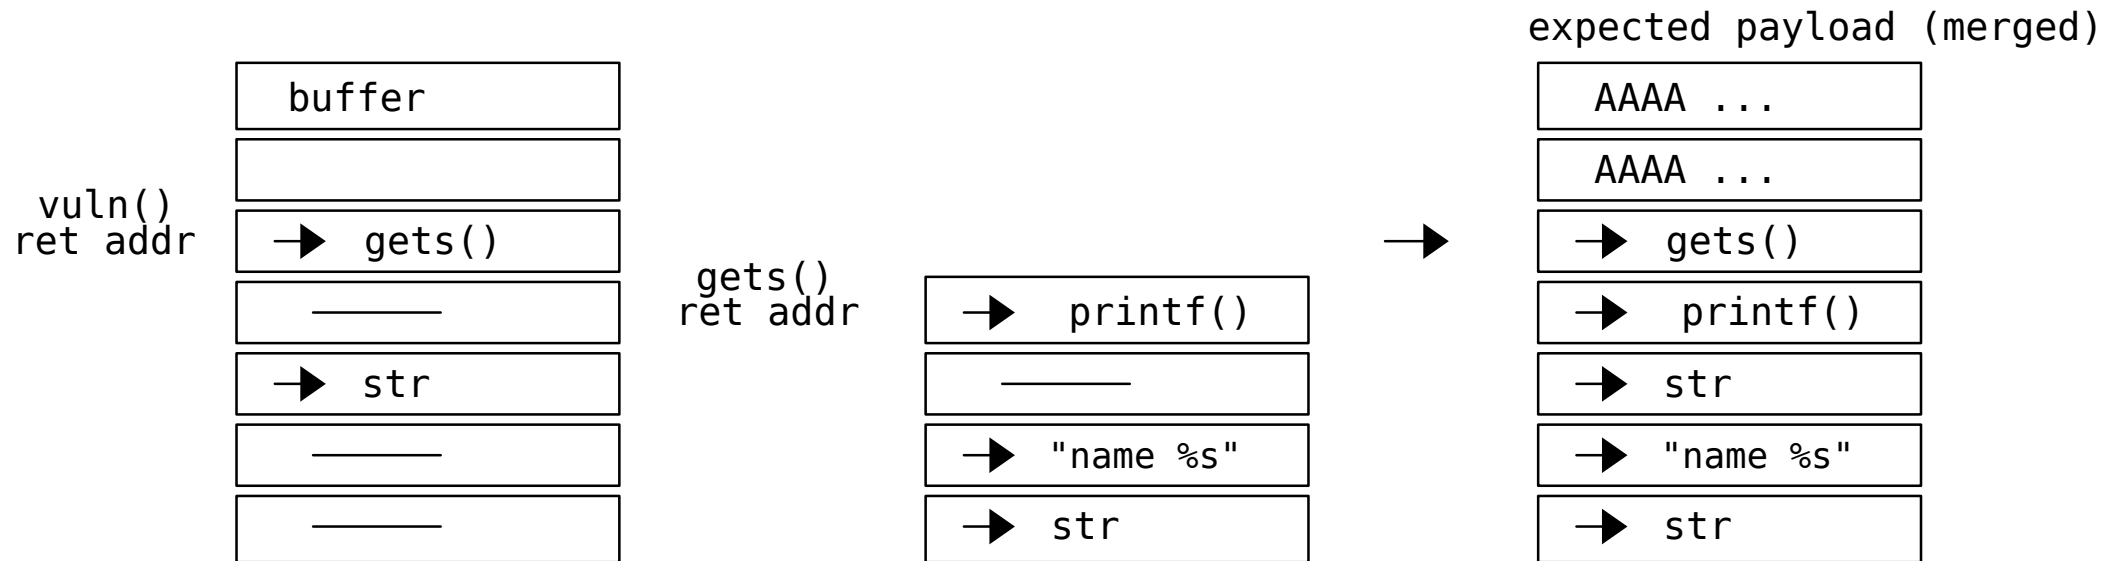 expected payload (merged)
buffer
AAAA ...
AAAA ...
vuln()
ret addr
gets()
gets()
gets()
ret addr
printf()
printf()
str
str
"name %s"
"name %s"
str
str